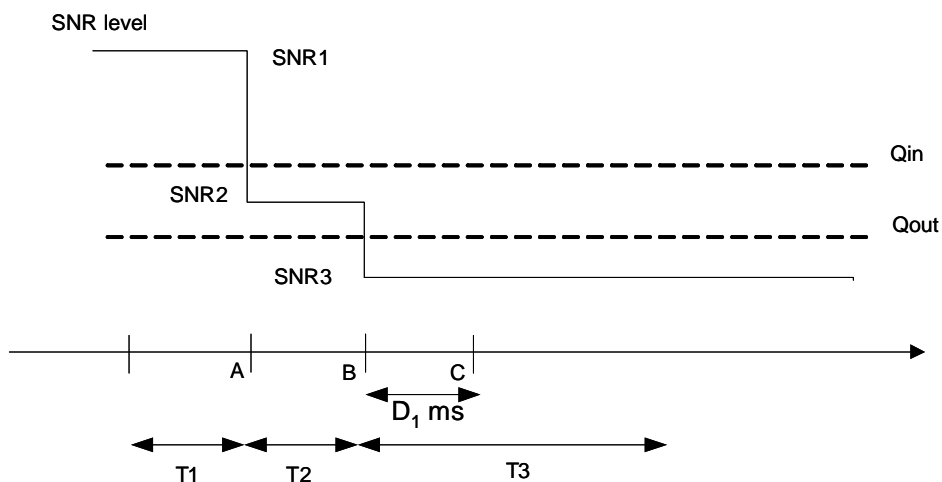 SNR level
SNR1
Qin
SNR2
Qout
SNR3
A B C
D1 ms
T1 T2 T3